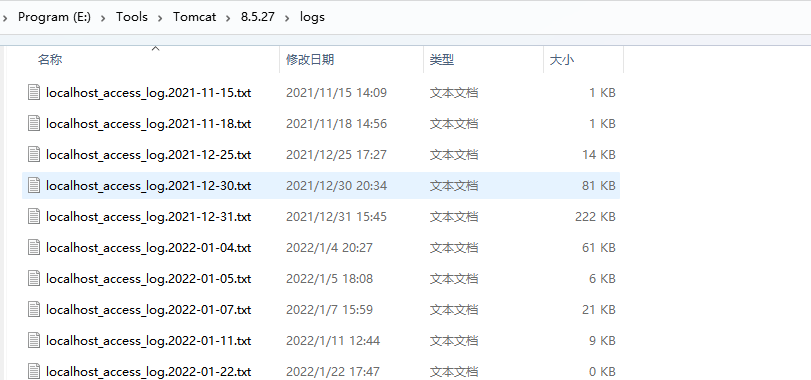 Program (E:) > Tools > Tomcat > 8.5.27 > logs
名称 修改日期 类型 大小
localhost_access_log.2021-11-15.txt 2021/11/15 14:09 文本文档 1 KB
localhost_access_log.2021-11-18.txt 2021/11/18 14:56 文本文档 1 KB
localhost_access_log.2021-12-25.txt 2021/12/25 17:27 文本文档 14 KB
localhost_access_log.2021-12-30.txt 2021/12/30 20:34 文本文档 81 KB
localhost_access_log.2021-12-31.txt 2021/12/31 15:45 文本文档 222 KB
localhost_access_log.2022-01-04.txt 2022/1/4 20:27 文本文档 61 KB
localhost_access_log.2022-01-05.txt 2022/1/5 18:08 文本文档 6 KB
localhost_access_log.2022-01-07.txt 2022/1/7 15:59 文本文档 21 KB
localhost_access_log.2022-01-11.txt 2022/1/11 12:44 文本文档 9 KB
localhost_access_log.2022-01-22.txt 2022/1/22 17:47 文本文档 0 KB